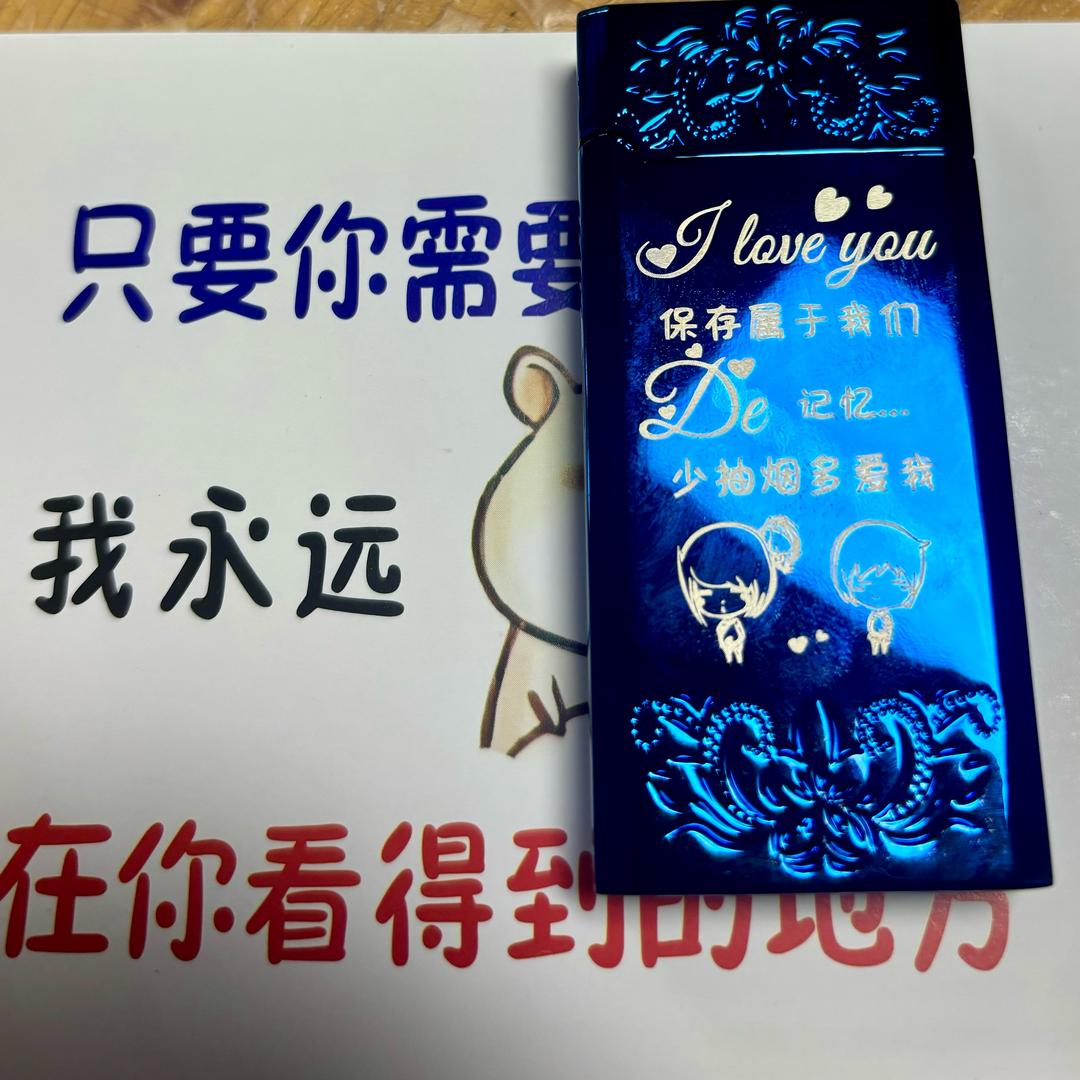 只要你需要
我永远
在你看得到的地方
I love you
保存属于我们
De 记忆...
少抽烟多爱我